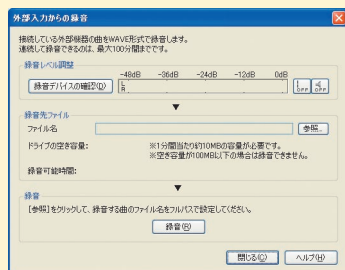 外部入力からの録音
接続している外部機器の曲をWAVE形式で録音します。
連続して録音できるのは、最大100分間までです。
録音レベル調整
録音デバイスの確認(D)
-48dB -36dB -24dB -12dB 0dB
L
R
OFF OFF
▼
録音先ファイル
ファイル名
参照...
ドライブの空き容量:
※1分間当たり約10MBの容量が必要です。
※空き容量が100MB以下の場合は録音できません。
録音可能時間:
▼
録音
[参照]をクリックして、録音する曲のファイル名をフルパスで設定してください。
録音(R)
閉じる(C) ヘルプ(H)